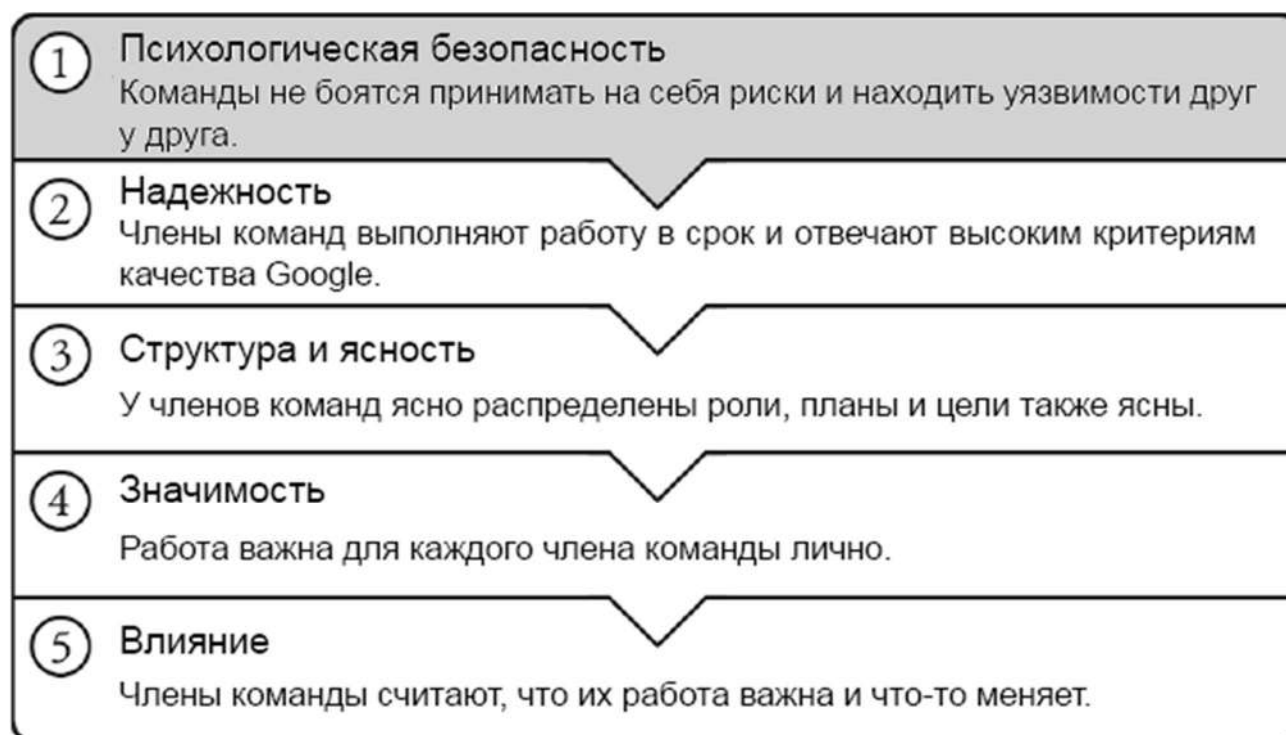 1 Психологическая безопасность
Команды не боятся принимать на себя риски и находить уязвимости друг
у друга.
2 Надежность
Члены команд выполняют работу в срок и отвечают высоким критериям
качества Google.
3 Структура и ясность
У членов команд ясно распределены роли, планы и цели также ясны.
4 Значимость
Работа важна для каждого члена команды лично.
5 Влияние
Члены команды считают, что их работа важна и что-то меняет.